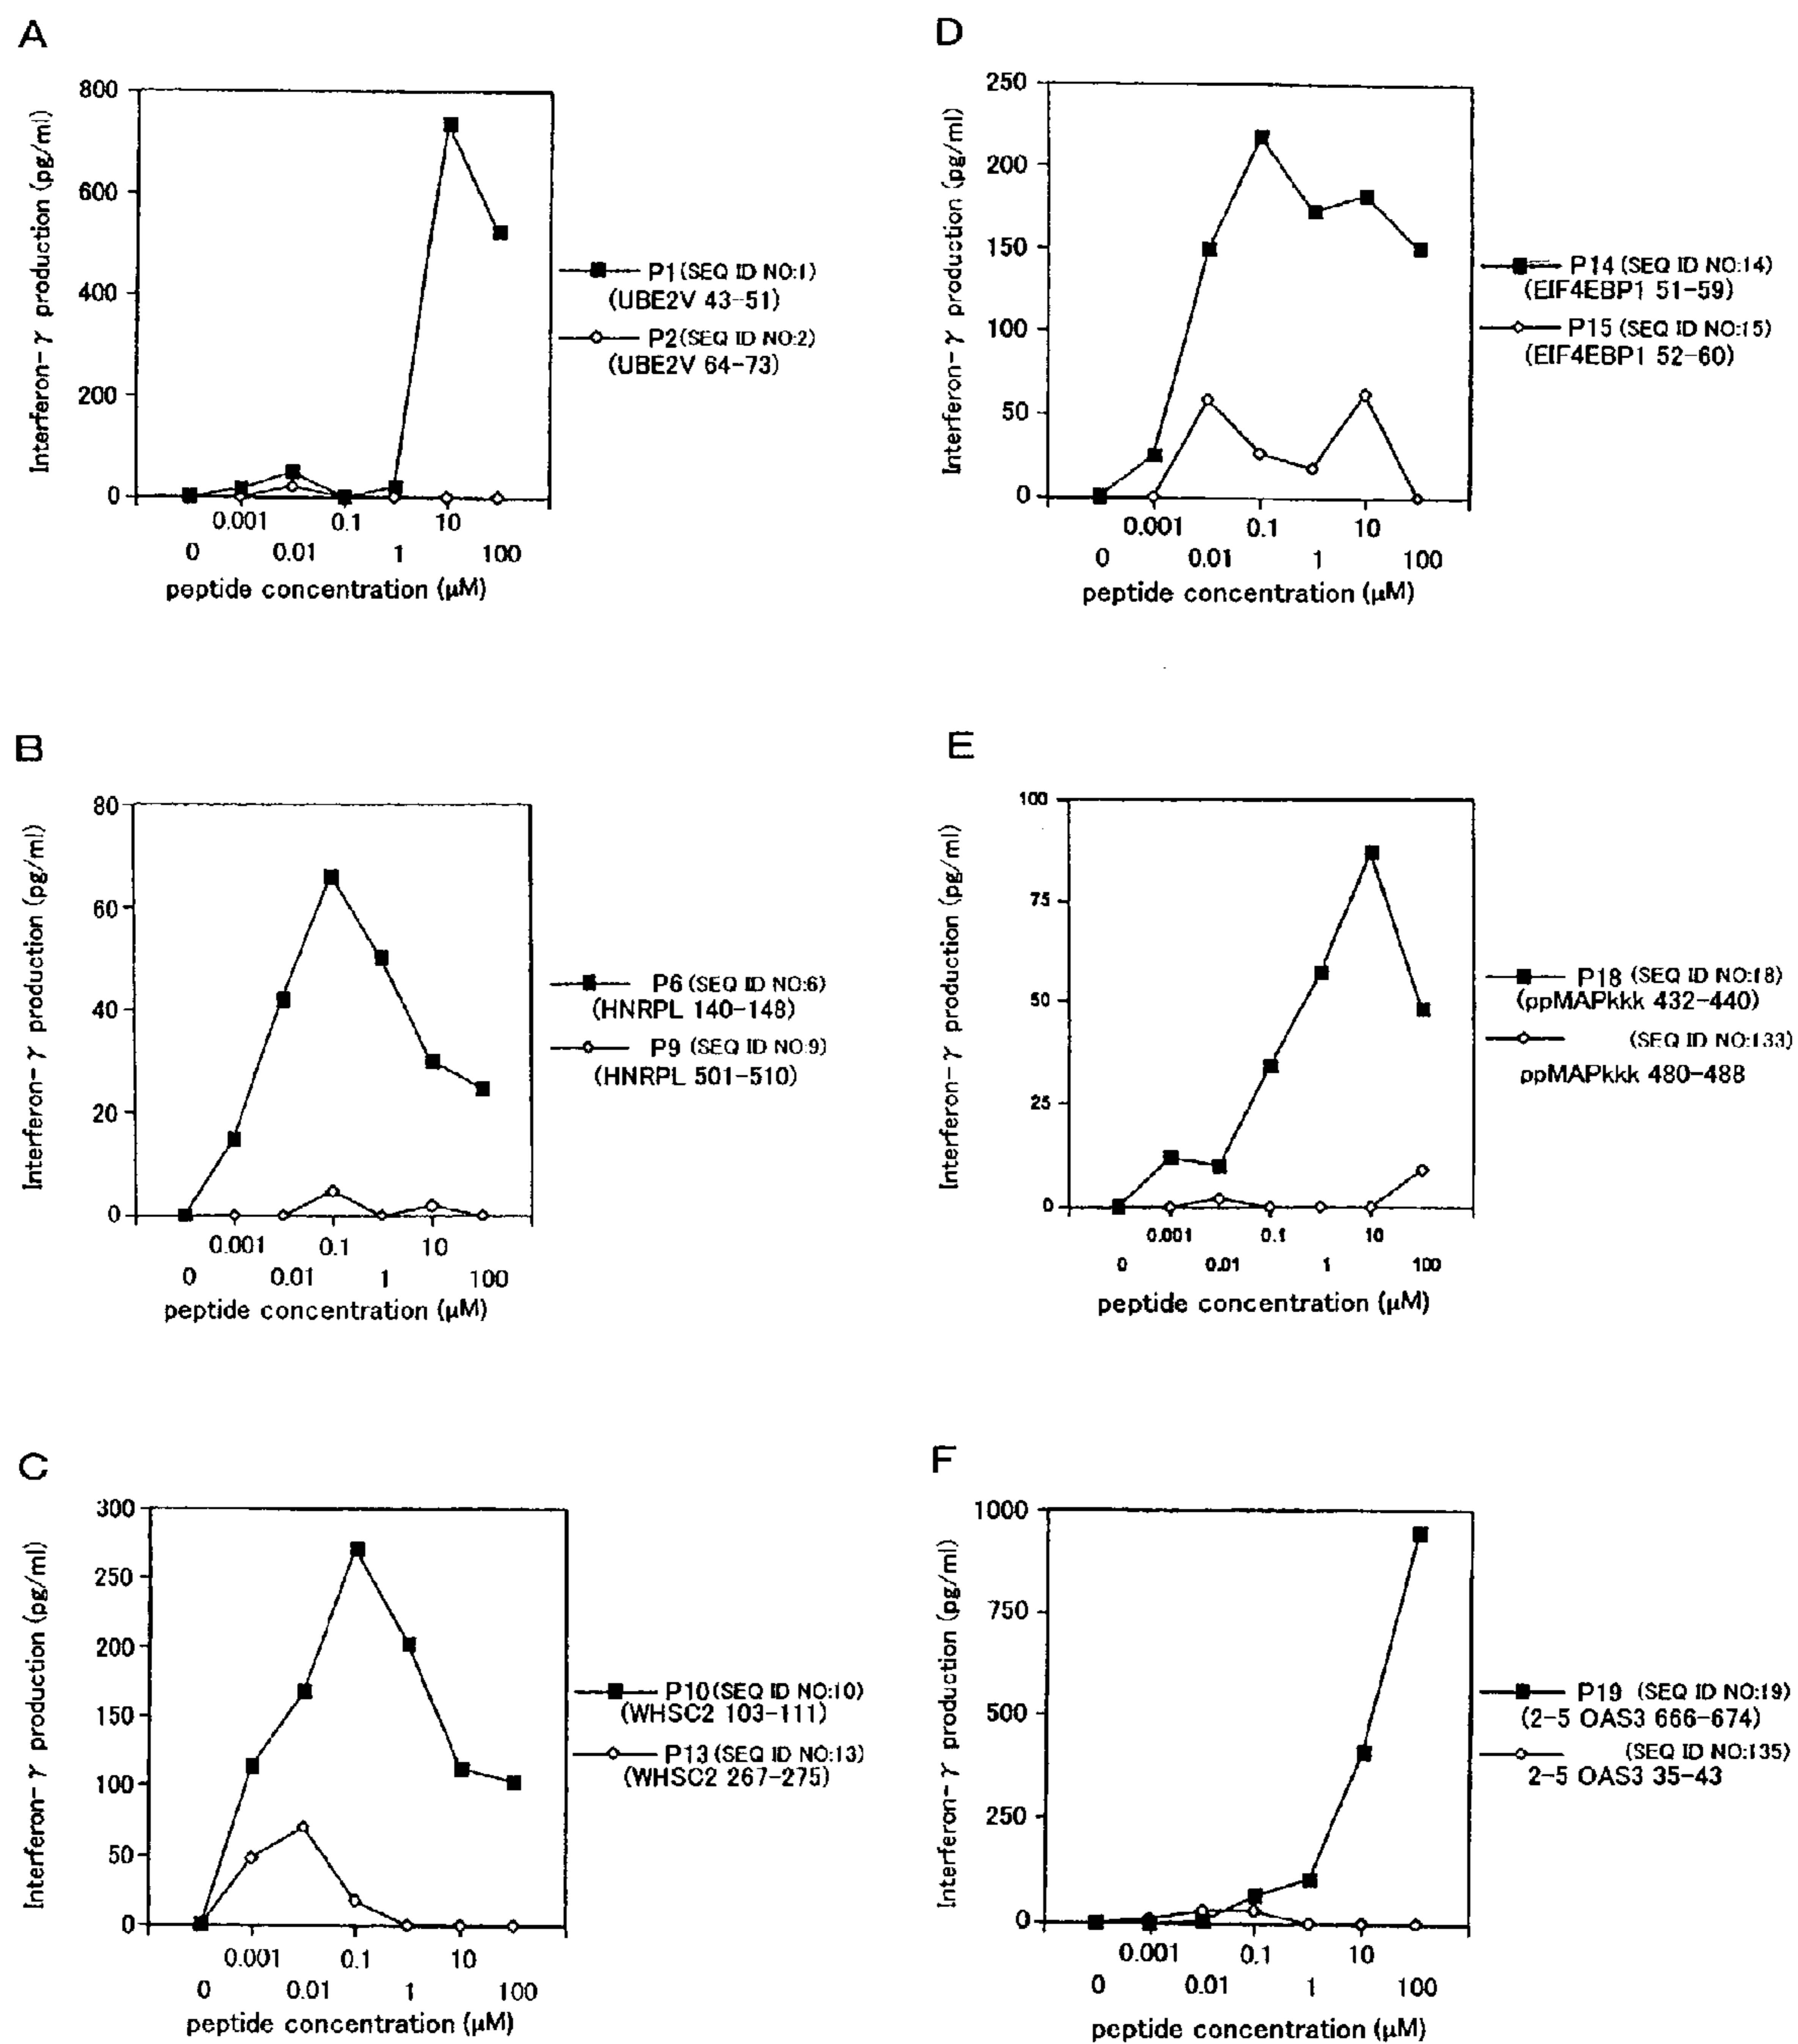 A
Interferon-γ production (pg/ml)
800
600
400
200
0
0.001 0.1 10
0 0.01 1 100
peptide concentration (μM)
P1 (SEQ ID NO:1)
(UBE2V 43-51)
P2 (SEQ ID NO:2)
(UBE2V 64-73)
D
Interferon-γ production (pg/ml)
250
200
150
100
50
0
0.001 0.1 10
0 0.01 1 100
peptide concentration (μM)
P14 (SEQ ID NO:14)
(EIF4EBP1 51-59)
P15 (SEQ ID NO:15)
(EIF4EBP1 52-60)
B
Interferon-γ production (pg/ml)
80
60
40
20
0
0.001 0.1 10
0 0.01 1 100
peptide concentration (μM)
P6 (SEQ ID NO:6)
(HNRPL 140-148)
P9 (SEQ ID NO:9)
(HNRPL 501-510)
E
Interferon-γ production (pg/ml)
100
75
50
25
0
0.001 0.1 10
0 0.01 1 100
peptide concentration (μM)
P18 (SEQ ID NO:18)
(ppMAPkkk 432-440)
(SEQ ID NO:133)
ppMAPkkk 480-488
C
Interferon-γ production (pg/ml)
300
250
200
150
100
50
0
0.001 0.1 10
0 0.01 1 100
peptide concentration (μM)
P10 (SEQ ID NO:10)
(WHSC2 103-111)
P13 (SEQ ID NO:13)
(WHSC2 267-275)
F
Interferon-γ production (pg/ml)
1000
750
500
250
0
0.001 0.1 10
0 0.01 1 100
peptide concentration (μM)
P19 (SEQ ID NO:19)
(2-5 OAS3 666-674)
(SEQ ID NO:135)
2-5 OAS3 35-43